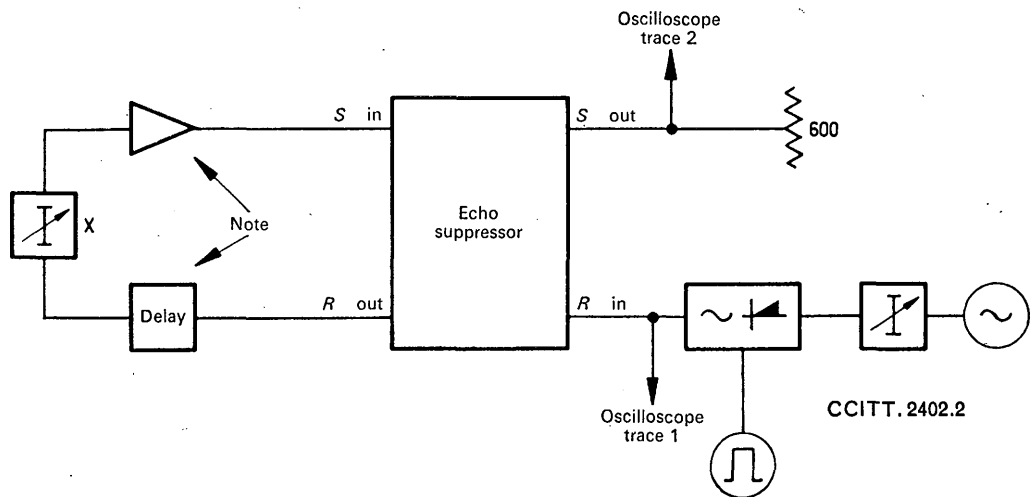 Oscilloscope
trace 2
S in
S out
600
X
Note
Echo
suppressor
Delay
R out
R in
Oscilloscope
trace 1
CCITT. 2402.2